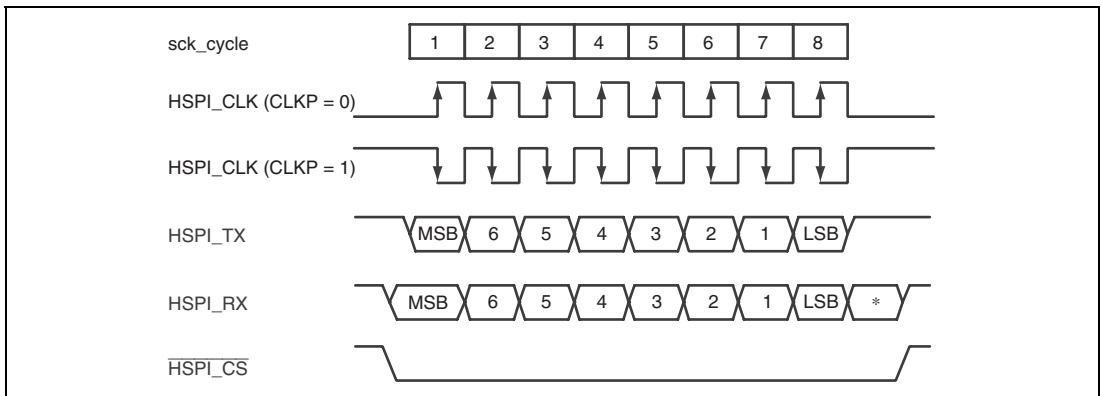 sck_cycle 1 2 3 4 5 6 7 8
HSPI_CLK (CLKP = 0)
HSPI_CLK (CLKP = 1)
HSPI_TX MSB 6 5 4 3 2 1 LSB
HSPI_RX MSB 6 5 4 3 2 1 LSB *
HSPI_CS